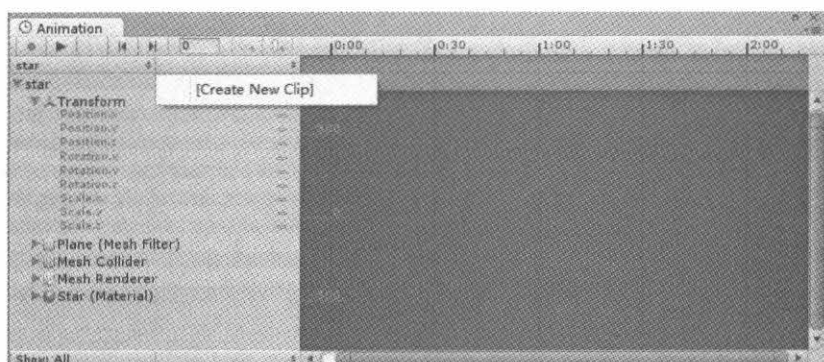 Animation
0
0:00 0:30 1:00 1:30 2:00
star
[Create New Clip]
star
Transform
Position.x
Position.y
Position.z
Rotation.x
Rotation.y
Rotation.z
Scale.x
Scale.y
Scale.z
Plane (Mesh Filter)
Mesh Collider
Mesh Renderer
Star (Material)
Show: All